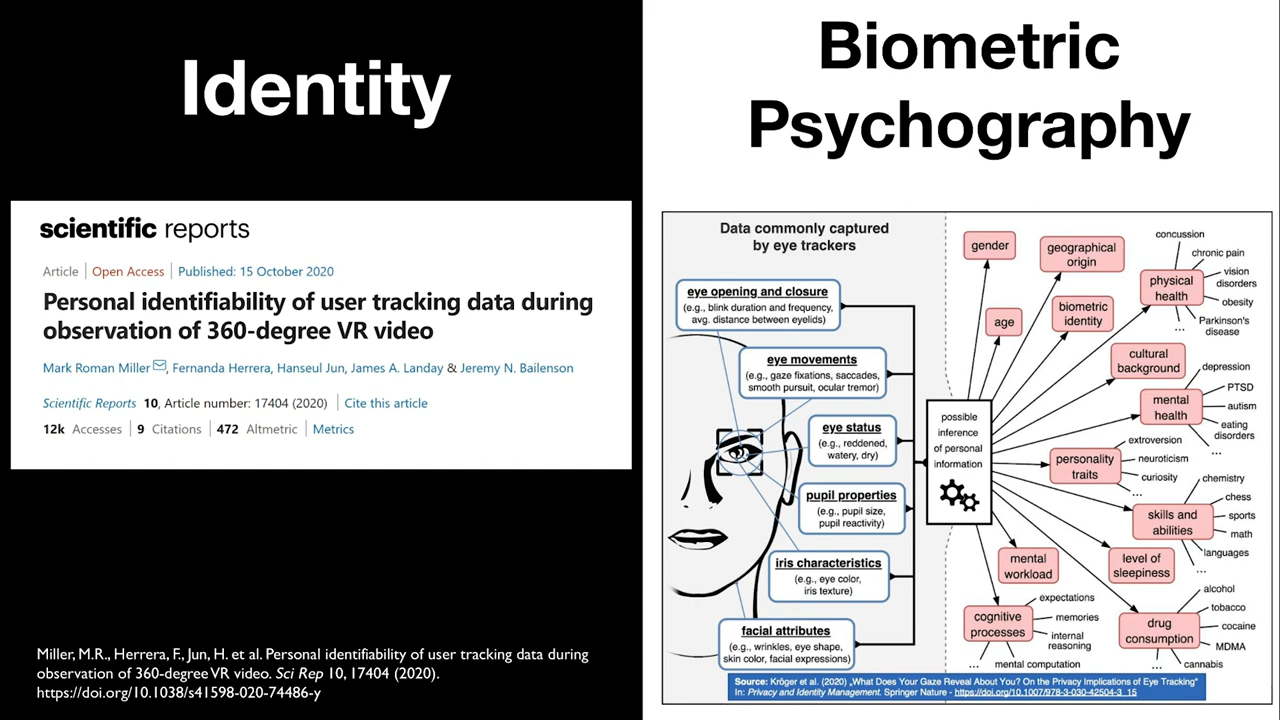 Identity
scientific reports
Article | Open Access | Published: 15 October 2020
Personal identifiability of user tracking data during
observation of 360-degree VR video
Mark Roman Miller, Fernanda Herrera, Hanseul Jun, James A. Landay & Jeremy N. Bailenson
Scientific Reports 10, Article number: 17404 (2020) | Cite this article
12k Accesses | 9 Citations | 472 Altmetric | Metrics
Miller, M.R., Herrera, F., Jun, H. et al. Personal identifiability of user tracking data during
observation of 360-degree VR video. Sci Rep 10, 17404 (2020).
https://doi.org/10.1038/s41598-020-74486-y
Biometric
Psychography
Data commonly captured
by eye trackers
eye opening and closure
(e.g., blink duration and frequency,
avg. distance between eyelids)
eye movements
(e.g., gaze fixations, saccades,
smooth pursuit, ocular tremor)
eye status
(e.g., reddened,
watery, dry)
pupil properties
(e.g., pupil size,
pupil reactivity)
iris characteristics
(e.g., eye color,
iris texture)
facial attributes
(e.g., wrinkles, eye shape,
skin color, facial expressions)
possible
inference
of personal
information
gender
geographical
origin
age
biometric
identity
physical
health
concussion
chronic pain
vision
disorders
obesity
Parkinson's
disease
...
cultural
background
mental
health
depression
PTSD
autism
eating
disorders
...
personality
traits
extroversion
neuroticism
curiosity
...
skills and
abilities
chemistry
chess
sports
math
languages
...
mental
workload
level of
sleepiness
cognitive
processes
expectations
memories
internal
reasoning
mental computation
...
drug
consumption
alcohol
tobacco
cocaine
MDMA
cannabis
...
Source: Kröger et al. (2020) „What Does Your Gaze Reveal About You? On the Privacy Implications of Eye Tracking"
In: Privacy and Identity Management. Springer Nature - https://doi.org/10.1007/978-3-030-42504-3_15